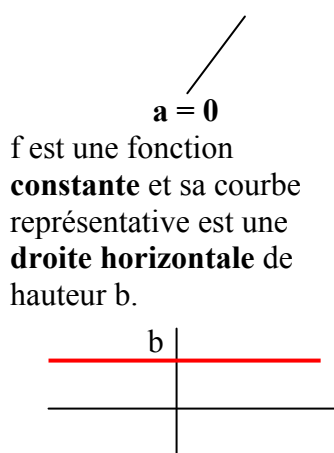 a = 0
f est une fonction
constante et sa courbe
représentative est une
droite horizontale de
hauteur b.
b